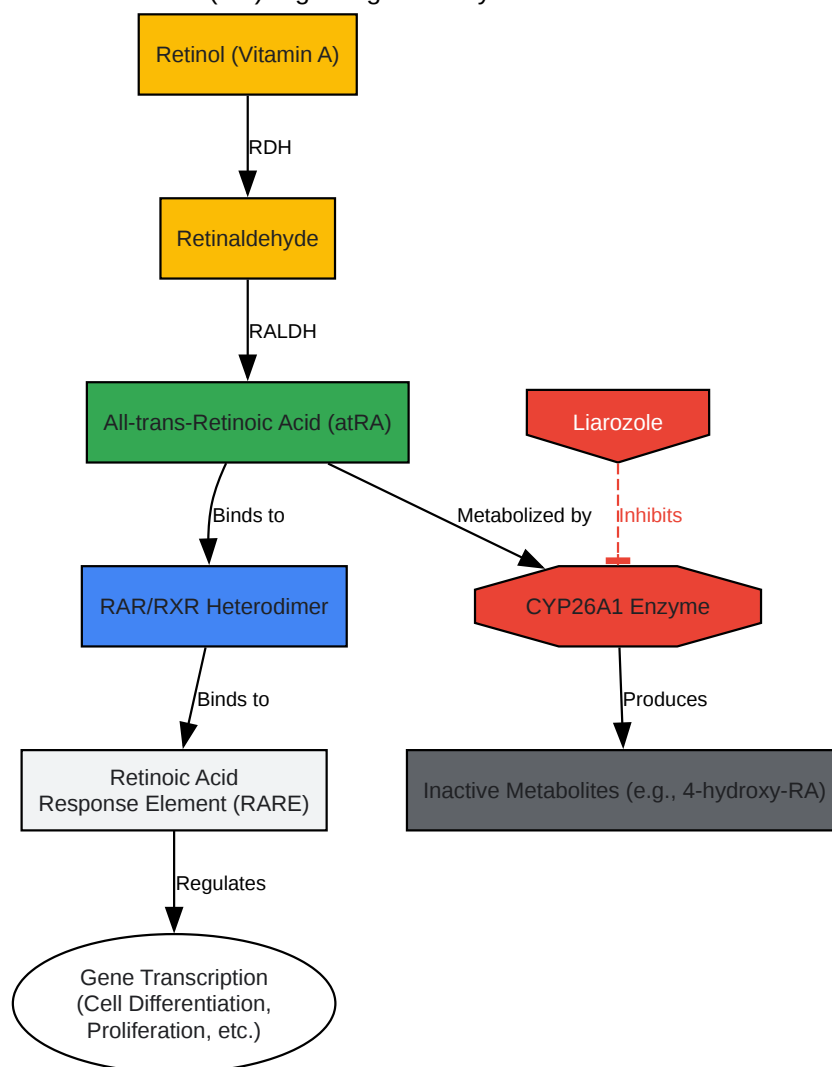 Retinol (Vitamin A)
RDH
Retinaldehyde
RALDH
All-trans-Retinoic Acid (atRA)
Liarozole
Binds to
Metabolized by
Inhibits
RAR/RXR Heterodimer
CYP26A1 Enzyme
Binds to
Produces
Retinoic Acid
Response Element (RARE)
Inactive Metabolites (e.g., 4-hydroxy-RA)
Regulates
Gene Transcription
(Cell Differentiation,
Proliferation, etc.)